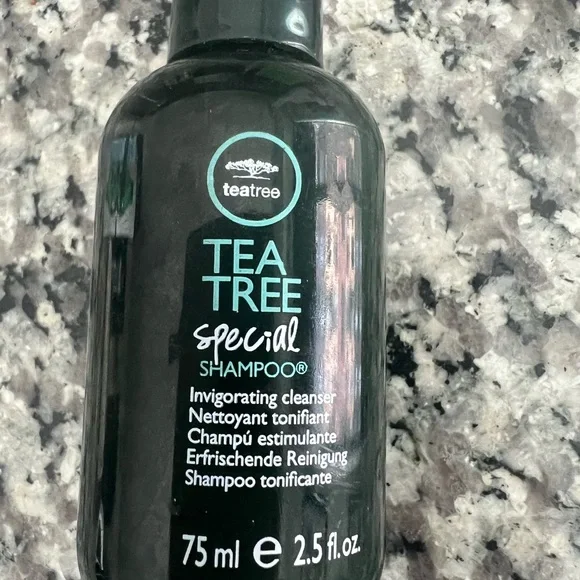 teatree
TEA
TREE
special
SHAMPOO®
Invigorating cleanser
Nettoyant tonifiant
Champú estimulante
Erfrischende Reinigung
Shampoo tonificante
75 ml ℮ 2.5 fl. oz.